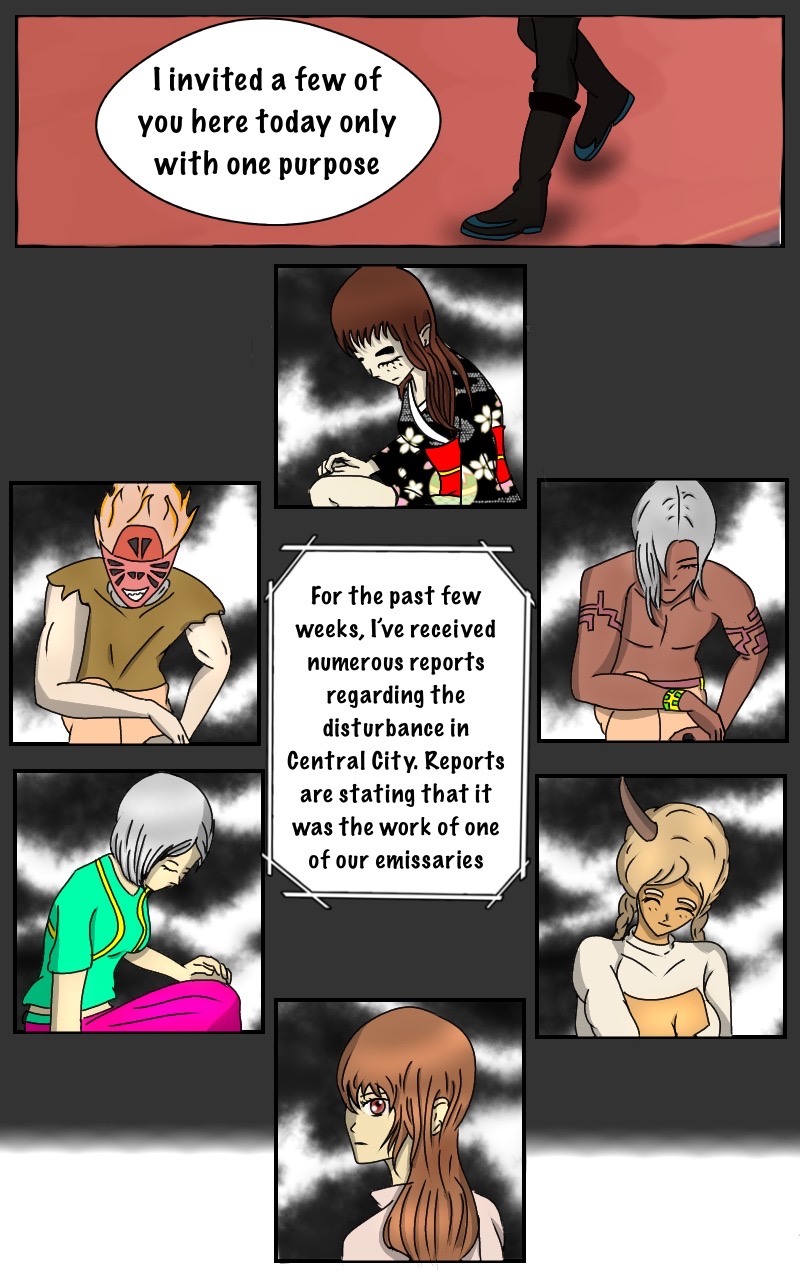 I invited a few of
you here today only
with one purpose
For the past few
weeks, I've received
numerous reports
regarding the
disturbance in
Central City. Reports
are stating that it
was the work of one
of our emissaries